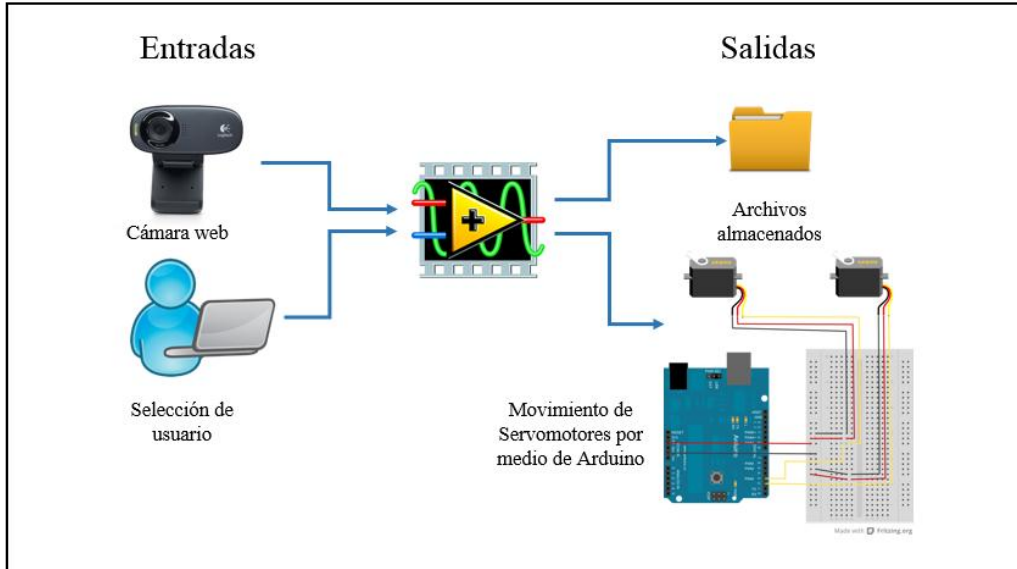 Entradas
Salidas
Cámara web
Selección de
usuario
Archivos
almacenados
Movimiento de
Servomotores por
medio de Arduino
Made with Fritzing.org